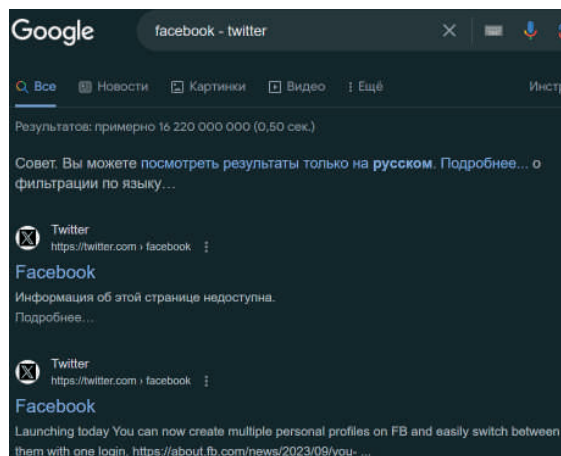 Google facebook - twitter
Все Новости Картинки Видео Ещё
Результатов: примерно 16 220 000 000 (0,50 сек.)
Совет. Вы можете посмотреть результаты только на русском. Подробнее... о
фильтрации по языку…
Twitter
https://twitter.com › facebook
Facebook
Информация об этой странице недоступна.
Подробнее…
Twitter
https://twitter.com › facebook
Facebook
Launching today You can now create multiple personal profiles on FB and easily switch between
them with one login. https://about.fb.com/news/2023/09/you- ...